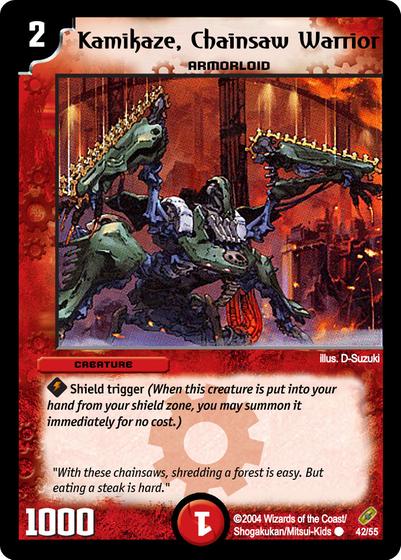 2
Kamikaze, Chainsaw Warrior
ARMORLOID
illus. D-Suzuki
CREATURE
Shield trigger (When this creature is put into your
hand from your shield zone, you may summon it
immediately for no cost.)
"With these chainsaws, shredding a forest is easy. But
eating a steak is hard."
1000
1
©2004 Wizards of the Coast/
Shogakukan/Mitsui-Kids
42/55